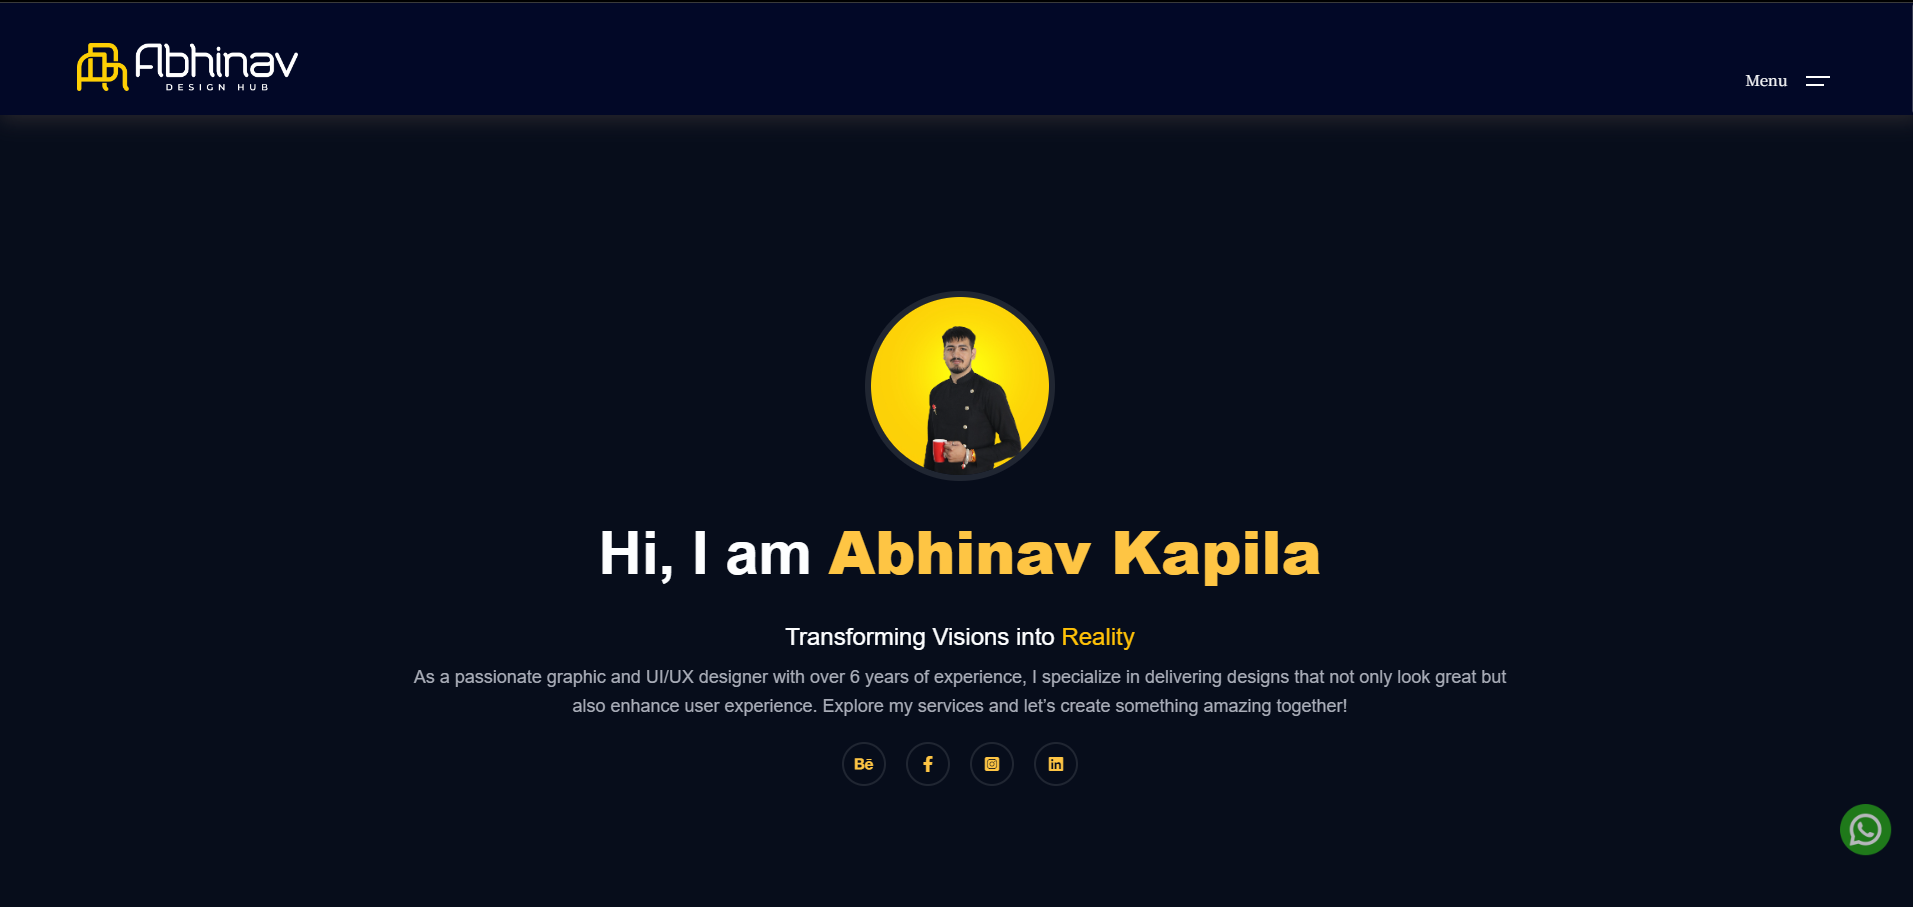 Abhinav
DESIGN HUB
Menu
Hi, I am Abhinav Kapila
Transforming Visions into Reality
As a passionate graphic and UI/UX designer with over 6 years of experience, I specialize in delivering designs that not only look great but
also enhance user experience. Explore my services and let’s create something amazing together!
Bē